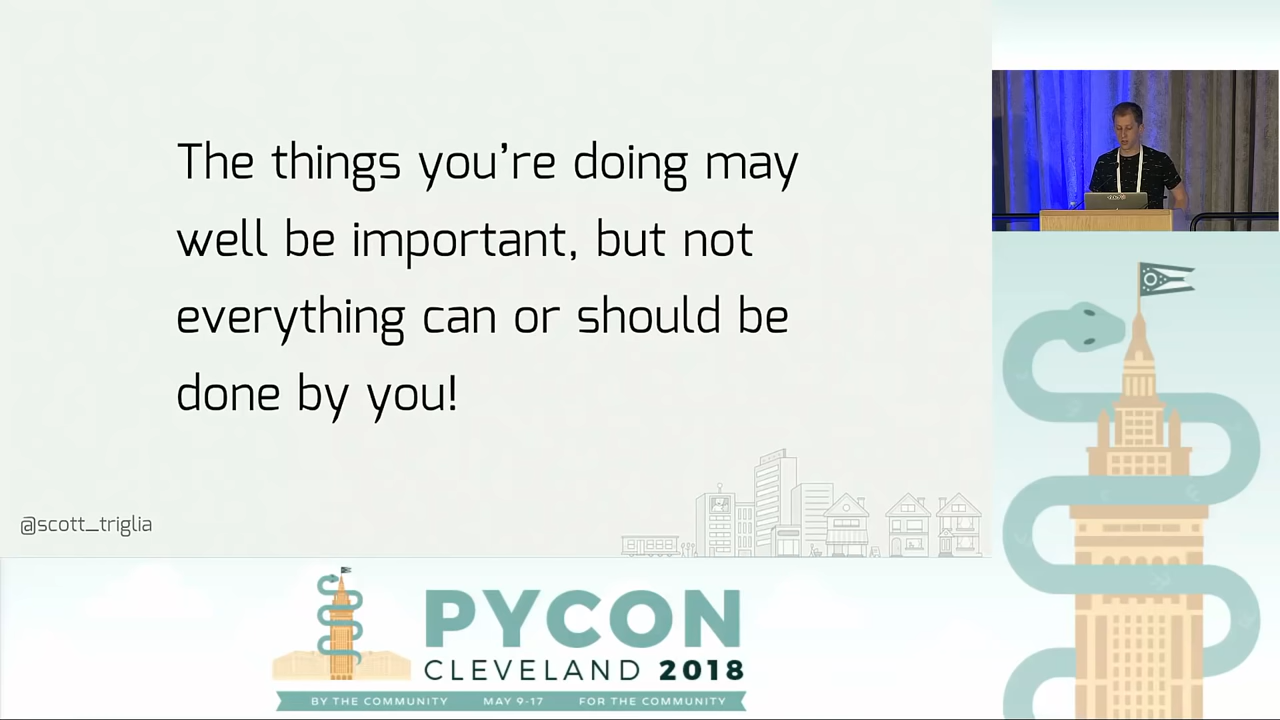 The things you’re doing may
well be important, but not
everything can or should be
done by you!
@scott_triglia
PYCON
CLEVELAND 2018
BY THE COMMUNITY MAY 9-17 FOR THE COMMUNITY